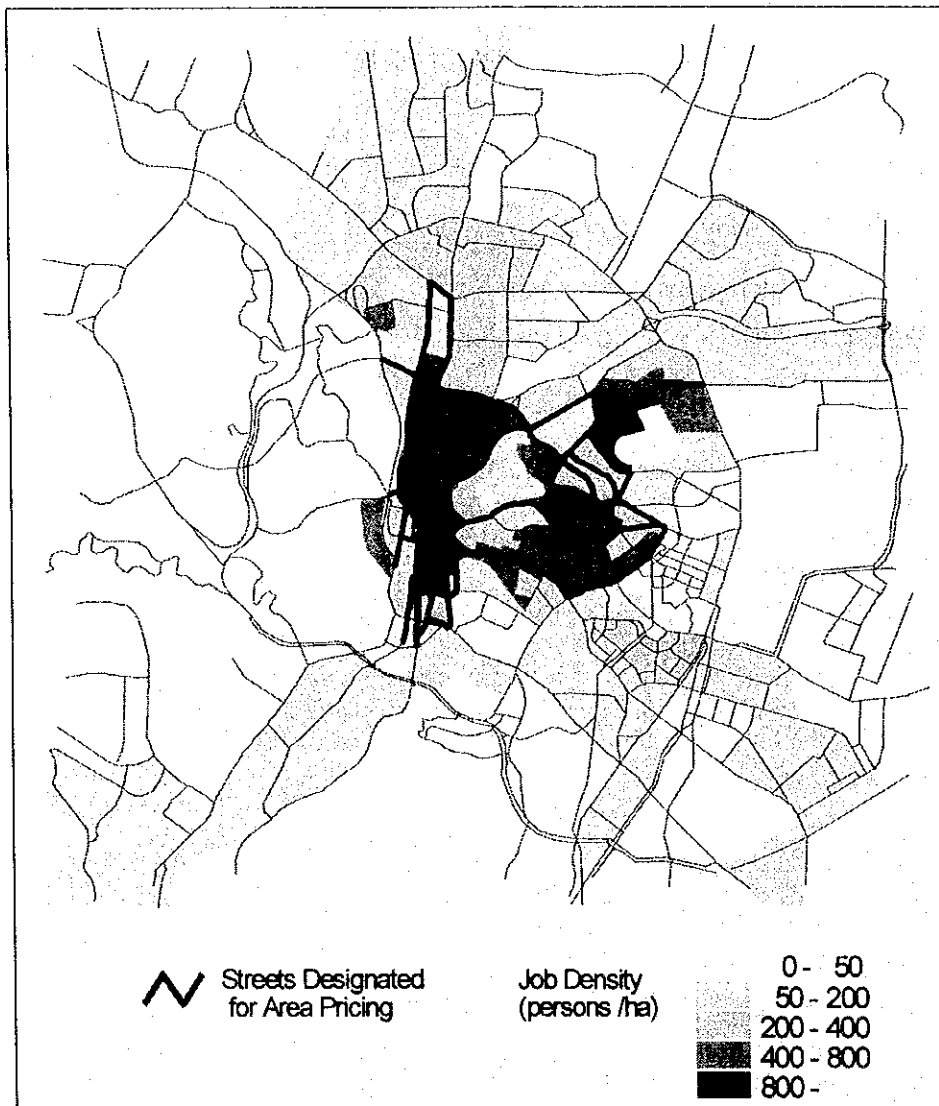 Streets Designated
for Area Pricing
Job Density
(persons /ha)
0 - 50
50 - 200
200 - 400
400 - 800
800 -